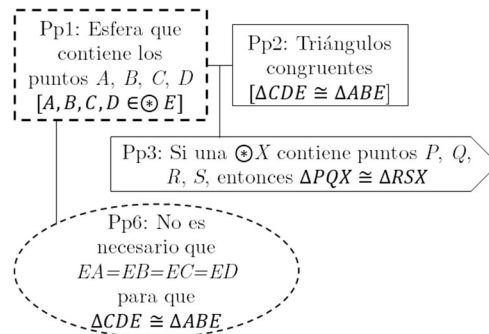 Pp1: Esfera que
contiene los
puntos A, B, C, D
[A, B, C, D ∈⊛ E]
Pp2: Triángulos
congruentes
[ΔCDE ≅ ΔABE]
Pp3: Si una ⊛X contiene puntos P, Q,
R, S, entonces ΔPQX ≅ ΔRSX
Pp6: No es
necesario que
EA=EB=EC=ED
para que
ΔCDE ≅ ΔABE